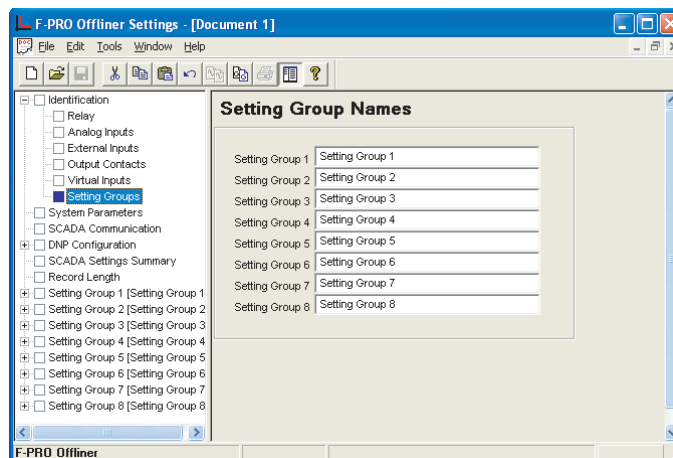 F-PRO Offliner Settings - [Document 1]
File Edit Tools Window Help
Identification
Relay
Analog Inputs
External Inputs
Output Contacts
Virtual Inputs
Setting Groups
System Parameters
SCADA Communication
DNP Configuration
SCADA Settings Summary
Record Length
Setting Group 1 [Setting Group 1
Setting Group 2 [Setting Group 2
Setting Group 3 [Setting Group 3
Setting Group 4 [Setting Group 4
Setting Group 5 [Setting Group 5
Setting Group 6 [Setting Group 6
Setting Group 7 [Setting Group 7
Setting Group 8 [Setting Group 8
Setting Group Names
Setting Group 1 Setting Group 1
Setting Group 2 Setting Group 2
Setting Group 3 Setting Group 3
Setting Group 4 Setting Group 4
Setting Group 5 Setting Group 5
Setting Group 6 Setting Group 6
Setting Group 7 Setting Group 7
Setting Group 8 Setting Group 8
F-PRO Offliner